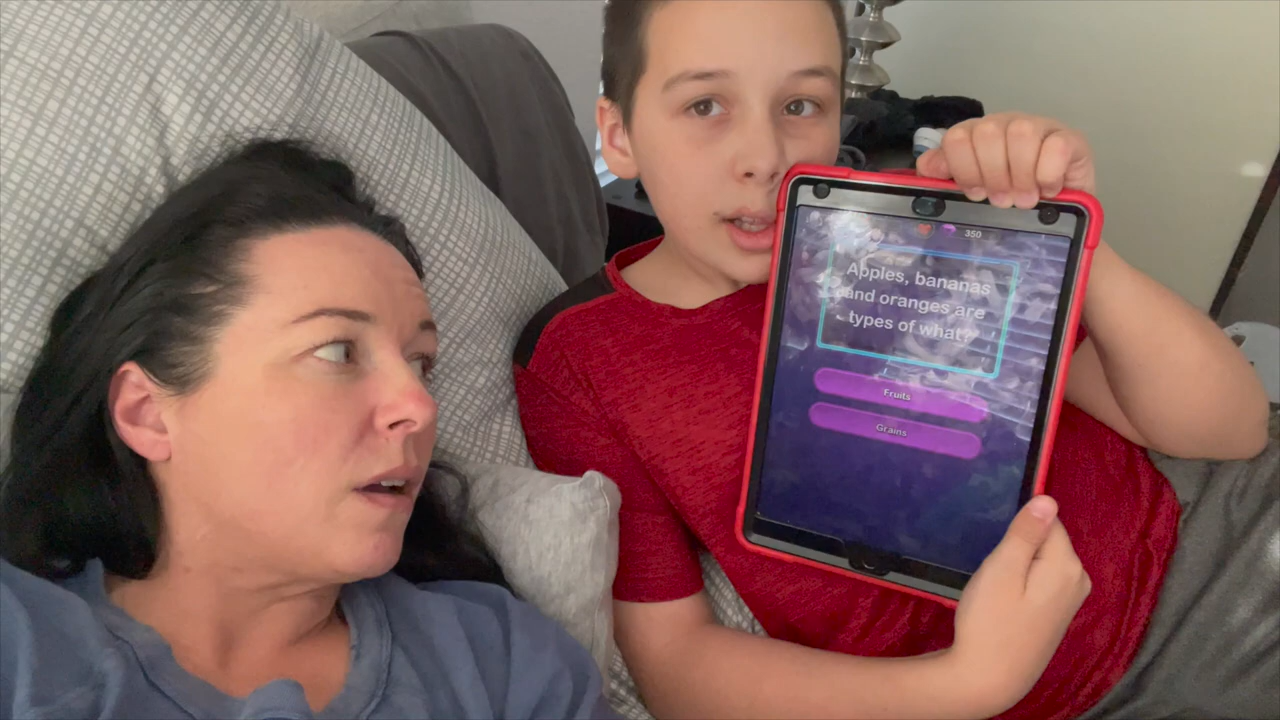 350
Apples, bananas
and oranges are
types of what?
Fruits
Grains